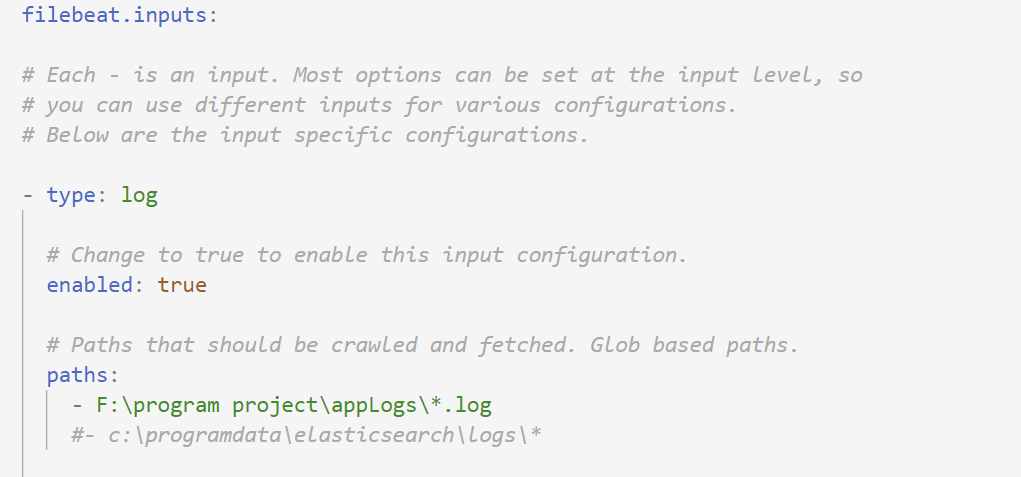 filebeat.inputs:
# Each - is an input. Most options can be set at the input level, so
# you can use different inputs for various configurations.
# Below are the input specific configurations.
- type: log
# Change to true to enable this input configuration.
enabled: true
# Paths that should be crawled and fetched. Glob based paths.
paths:
- F:\program project\appLogs\*.log
#- c:\programdata\elasticsearch\logs\*